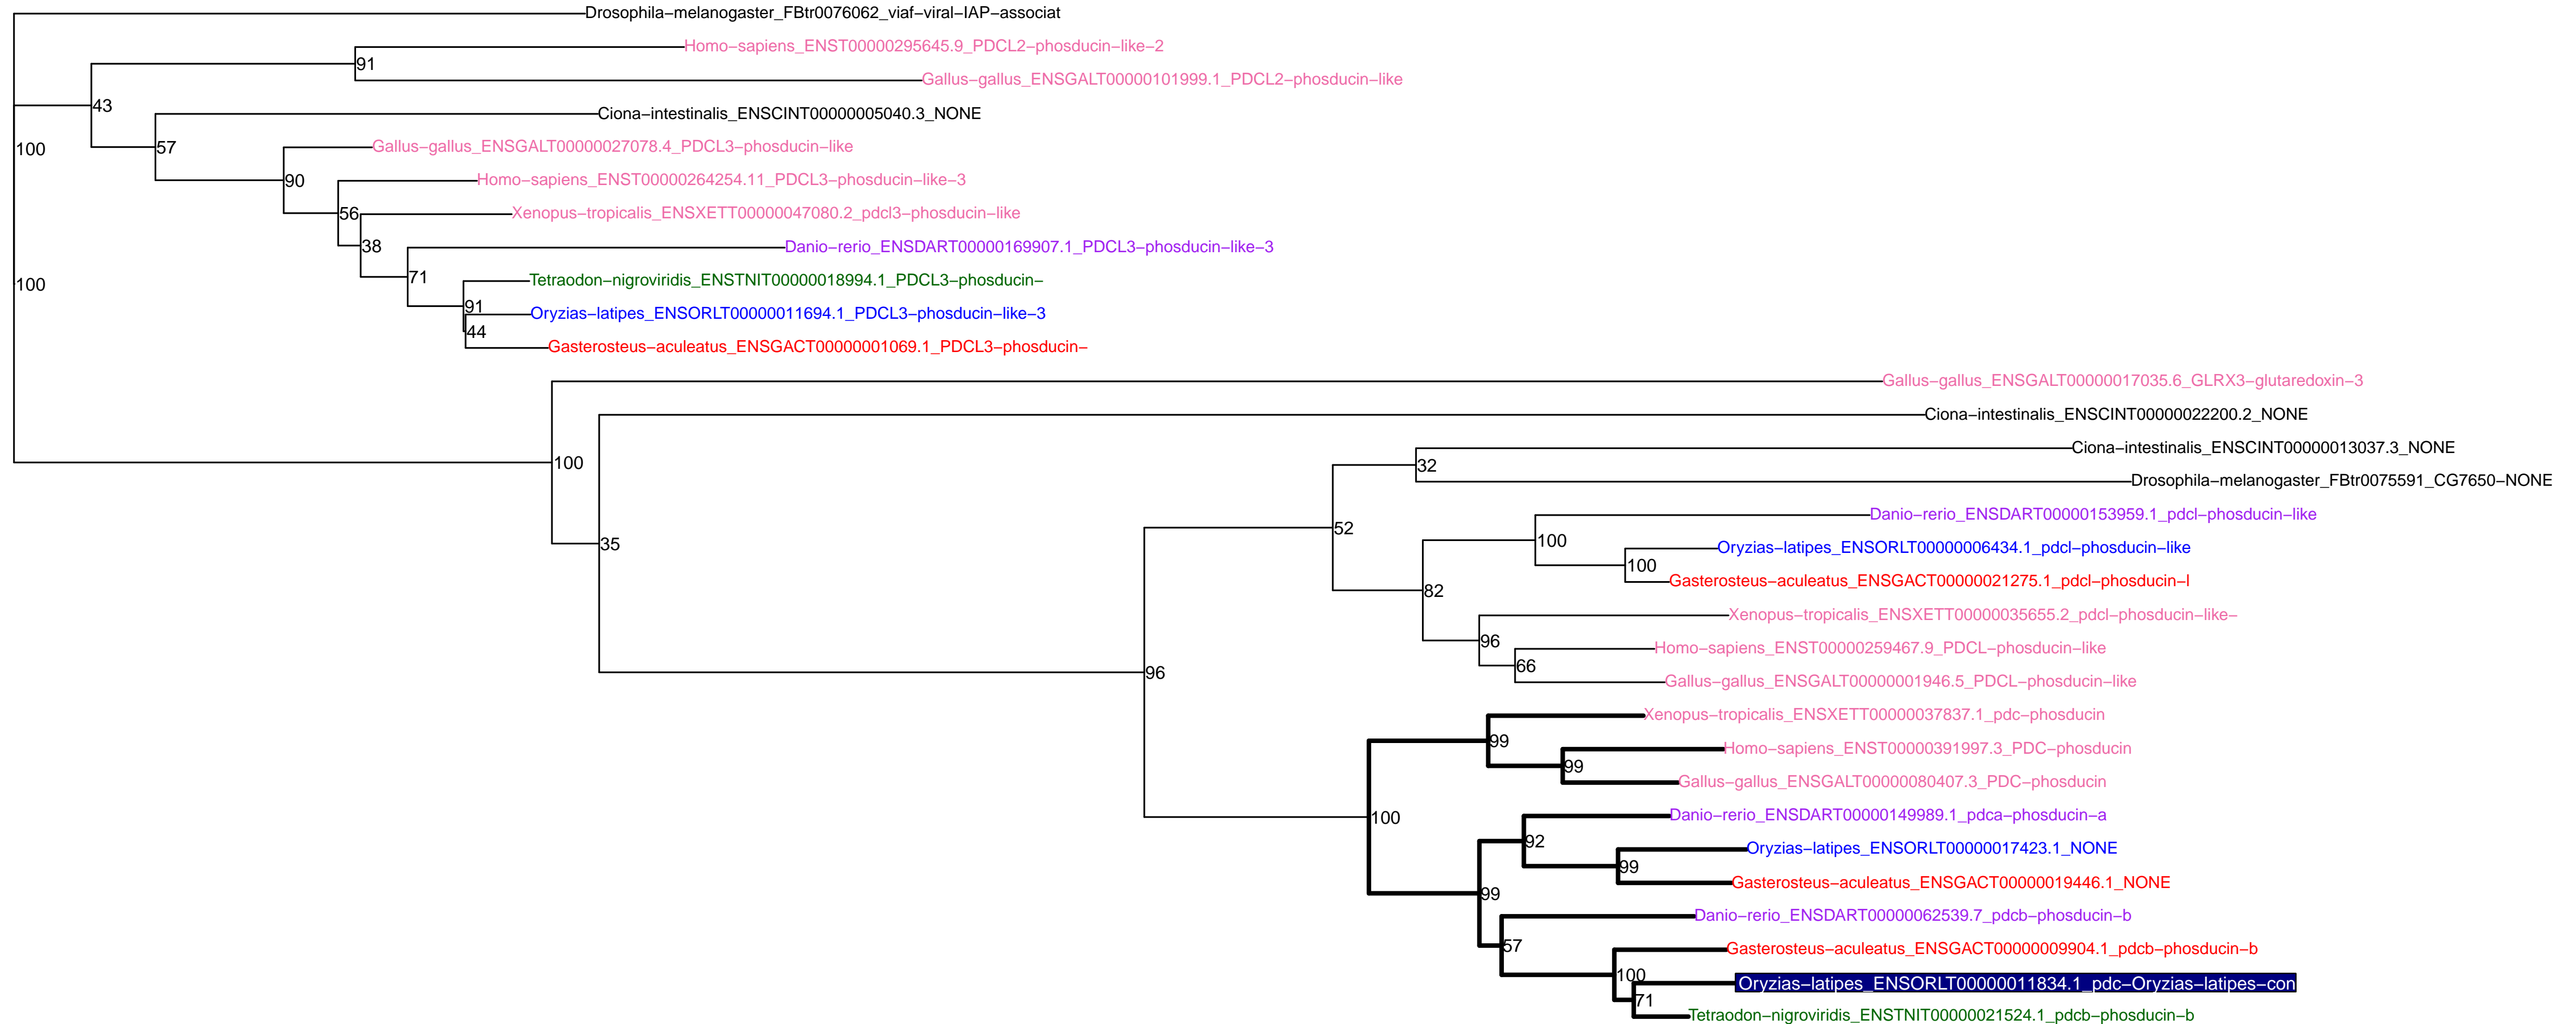 Drosophila−melanogaster_FBtr0076062_viaf−viral−IAP−associat
Homo−sapiens_ENST00000295645.9_PDCL2−phosducin−like−2
91
Gallus−gallus_ENSGALT00000101999.1_PDCL2−phosducin−like
43
Ciona−intestinalis_ENSCINT00000005040.3_NONE
100
57
Gallus−gallus_ENSGALT00000027078.4_PDCL3−phosducin−like
90
Homo−sapiens_ENST00000264254.11_PDCL3−phosducin−like−3
56
Xenopus−tropicalis_ENSXETT00000047080.2_pdcl3−phosducin−like
38
Danio−rerio_ENSDART00000169907.1_PDCL3−phosducin−like−3
71
100
Tetraodon−nigroviridis_ENSTNIT00000018994.1_PDCL3−phosducin−
91
Oryzias−latipes_ENSORLT00000011694.1_PDCL3−phosducin−like−3
44
Gasterosteus−aculeatus_ENSGACT00000001069.1_PDCL3−phosducin−
Gallus−gallus_ENSGALT00000017035.6_GLRX3−glutaredoxin−3
Ciona−intestinalis_ENSCINT00000022200.2_NONE
Ciona−intestinalis_ENSCINT00000013037.3_NONE
100
32
Drosophila−melanogaster_FBtr0075591_CG7650−NONE
Danio−rerio_ENSDART00000153959.1_pdcl−phosducin−like
52
35
100
Oryzias−latipes_ENSORLT00000006434.1_pdcl−phosducin−like
100
Gasterosteus−aculeatus_ENSGACT00000021275.1_pdcl−phosducin−l
82
Xenopus−tropicalis_ENSXETT00000035655.2_pdcl−phosducin−like−
96
Homo−sapiens_ENST00000259467.9_PDCL−phosducin−like
66
96
Gallus−gallus_ENSGALT00000001946.5_PDCL−phosducin−like
Xenopus−tropicalis_ENSXETT00000037837.1_pdc−phosducin
99
Homo−sapiens_ENST00000391997.3_PDC−phosducin
99
Gallus−gallus_ENSGALT00000080407.3_PDC−phosducin
100
Danio−rerio_ENSDART00000149989.1_pdca−phosducin−a
92
Oryzias−latipes_ENSORLT00000017423.1_NONE
99
Gasterosteus−aculeatus_ENSGACT00000019446.1_NONE
99
Danio−rerio_ENSDART00000062539.7_pdcb−phosducin−b
57
Gasterosteus−aculeatus_ENSGACT00000009904.1_pdcb−phosducin−b
100
Oryzias−latipes_ENSORLT00000011834.1_pdc−Oryzias−latipes−con
71
Tetraodon−nigroviridis_ENSTNIT00000021524.1_pdcb−phosducin−b